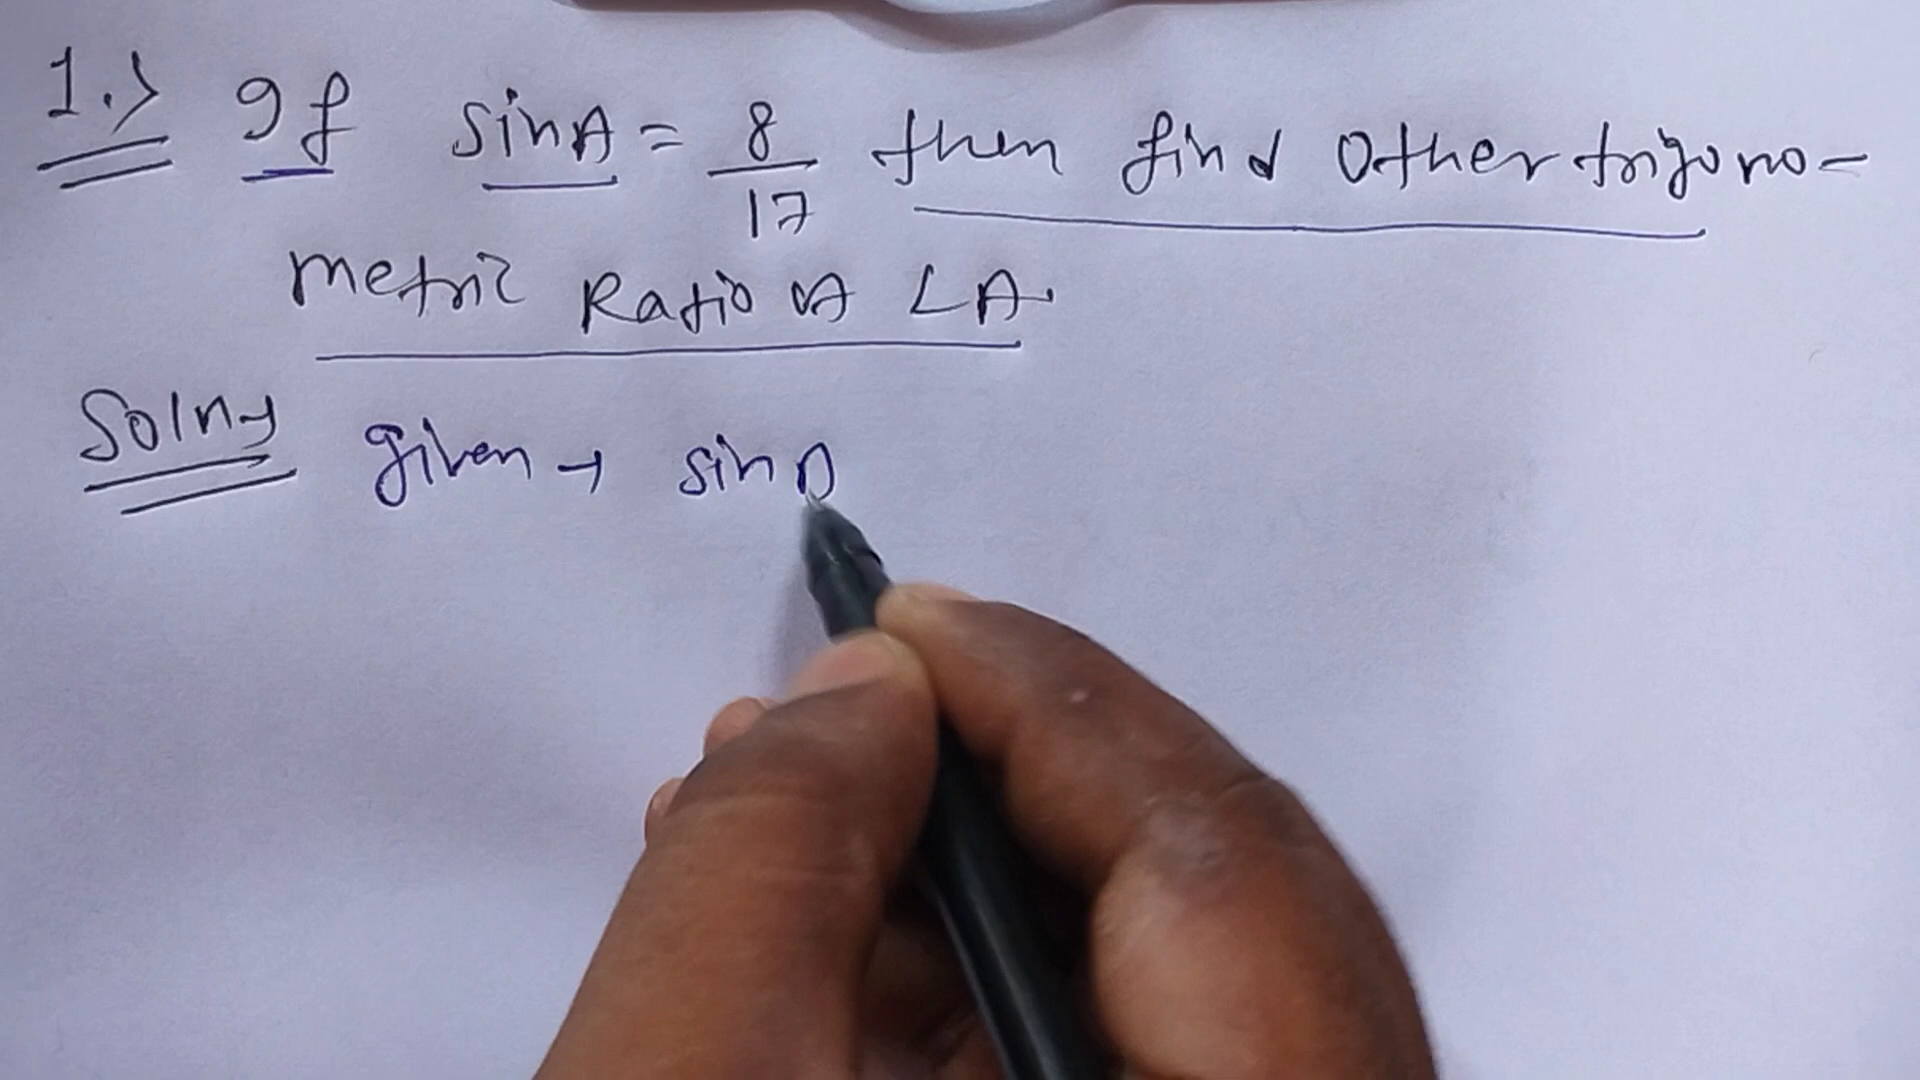 1.> If sinA = 8/17 then find other trigono-
metric Ratio of ∠A.
Soln→ given → sin A